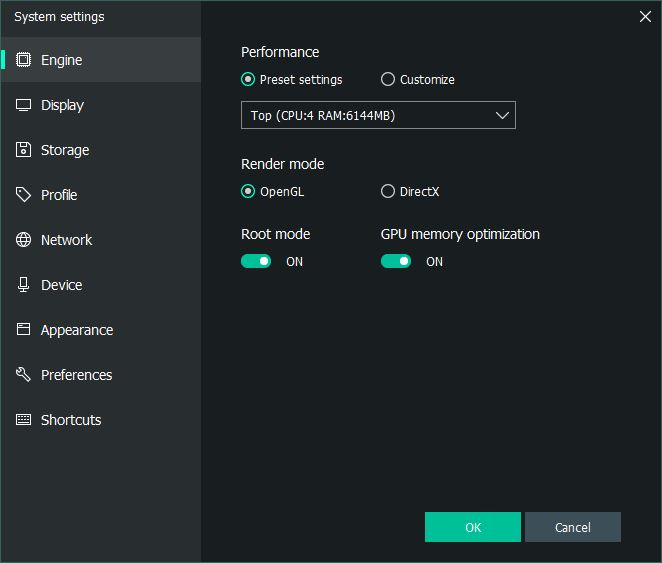 System settings
Engine
Display
Storage
Profile
Network
Device
Appearance
Preferences
Shortcuts
Performance
Preset settings Customize
Top (CPU:4 RAM:6144MB)
Render mode
OpenGL DirectX
Root mode GPU memory optimization
ON ON
OK Cancel